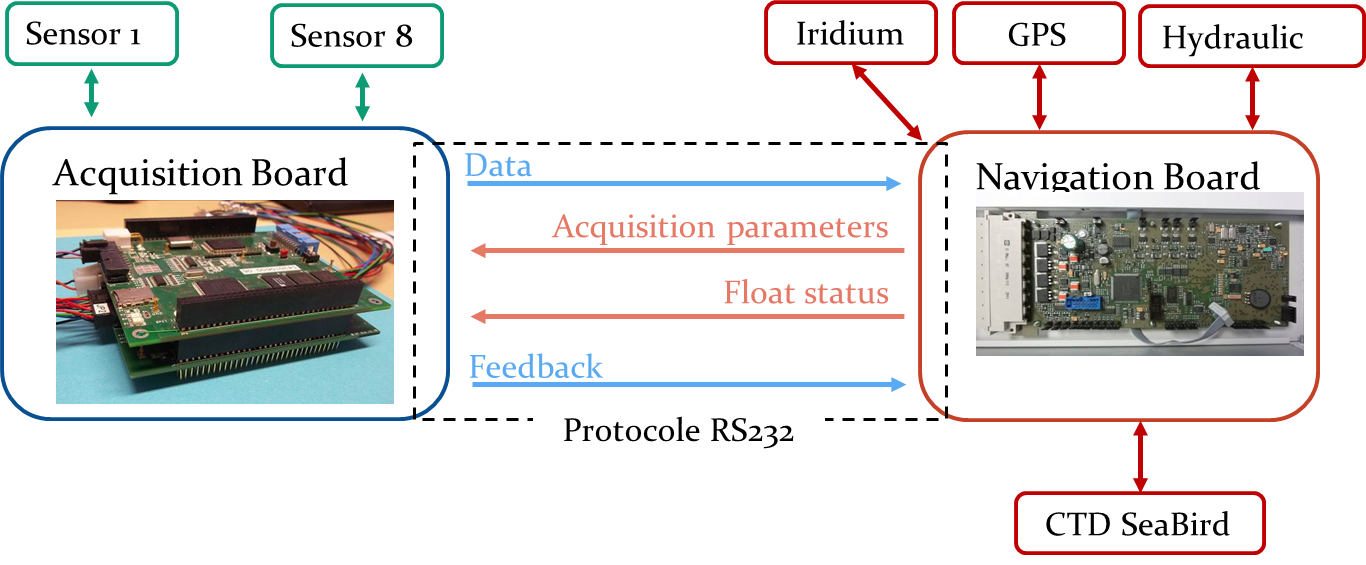 Sensor 1
Sensor 8
Iridium
GPS
Hydraulic
Acquisition Board
Data
Acquisition parameters
Float status
Feedback
Protocole RS232
Navigation Board
CTD SeaBird